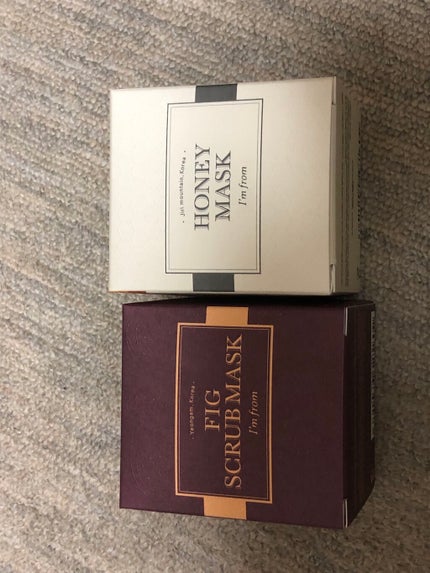 • Jiri mountain, Korea •
HONEY
MASK
I'm from
Yeongam, Korea •
FIG
SCRUB MASK
I'm from